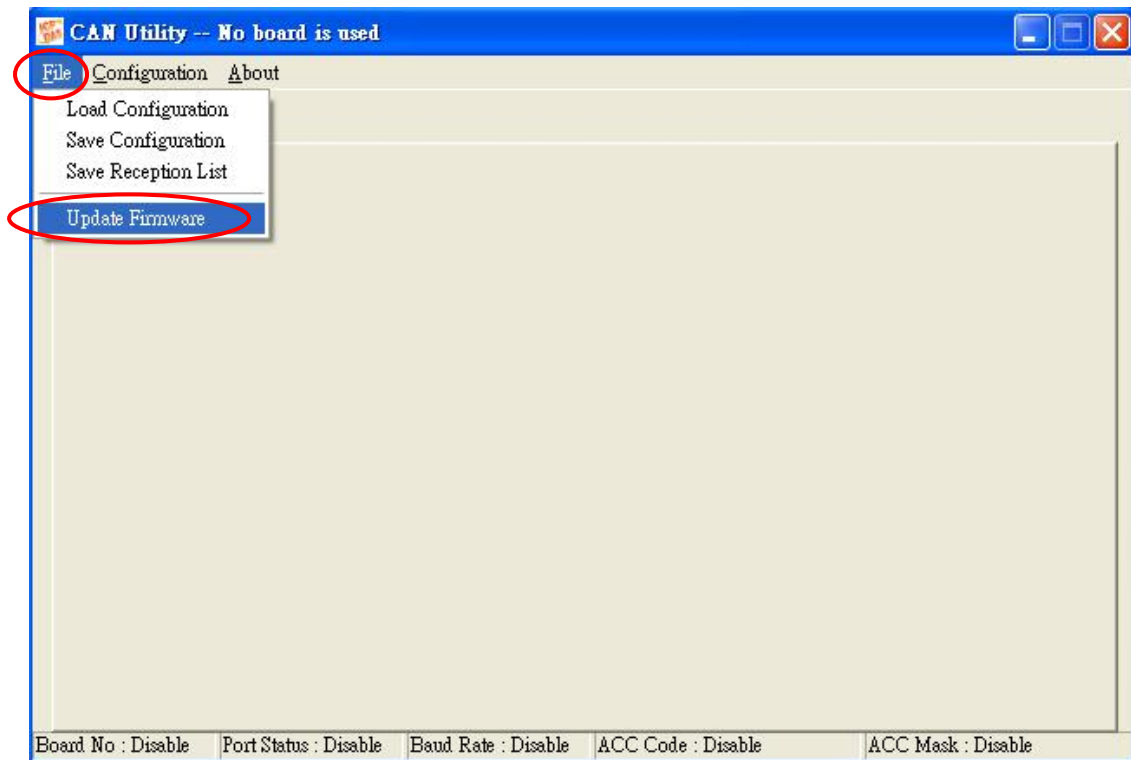 CAN Utility -- No board is used
File Configuration About
Load Configuration
Save Configuration
Save Reception List
Update Firmware
Board No : Disable Port Status : Disable Baud Rate : Disable ACC Code : Disable ACC Mask : Disable